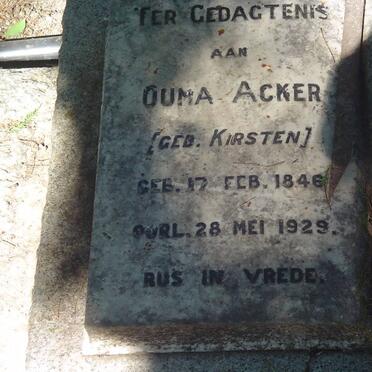 TER GEDAGTENIS
AAN
OUMA ACKER
[GEB. KIRSTEN]
GEB. 17 FEB. 1846
OORL. 28 MEI 1929.
RUS IN VREDE.